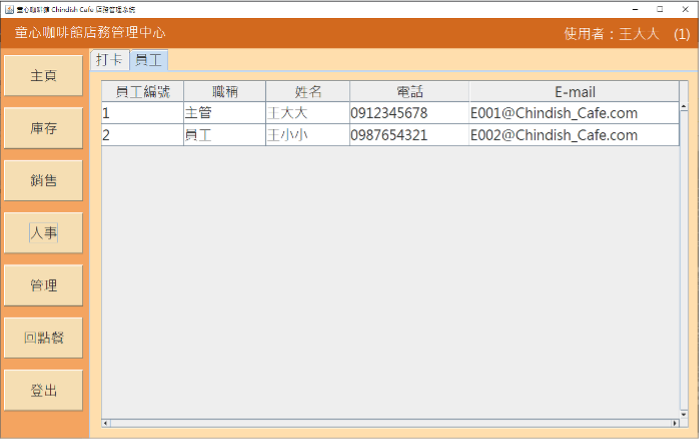 童心咖啡館 Chindish Cafe 店務管理系統
童心咖啡館店務管理中心
使用者：王大大 (1)
主頁
庫存
銷售
人事
管理
回點餐
登出
打卡 員工
員工編號 職稱 姓名 電話 E-mail
1 主管 王大大 0912345678 E001@Chindish_Cafe.com
2 員工 王小小 0987654321 E002@Chindish_Cafe.com